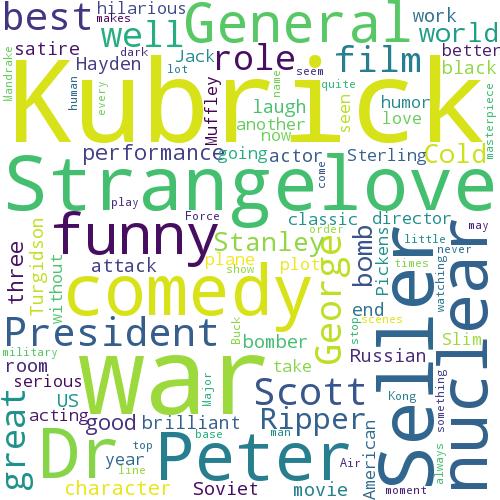 best hilarious General makes dark work
well world
satire Jack role film better
Mandrake human Hayden Muffley black
lot seem quite
every name seen humor masterpiece
laugh love
Kubrick
another now
performance going actor Sterling Cold
come
Strangelove
play Force classic director
funny Stanley order little may
three Turgidson without attack plane plot show George bomb Pickens times never
watching
comedy Seller nuclear
President Buck end
bomber stop scenes Slim
military room war take Russian
Major Kong something
serious US Scott
great acting good brilliant Ripper American always
Dr top base man Air
year line Peter
character Soviet movie moment